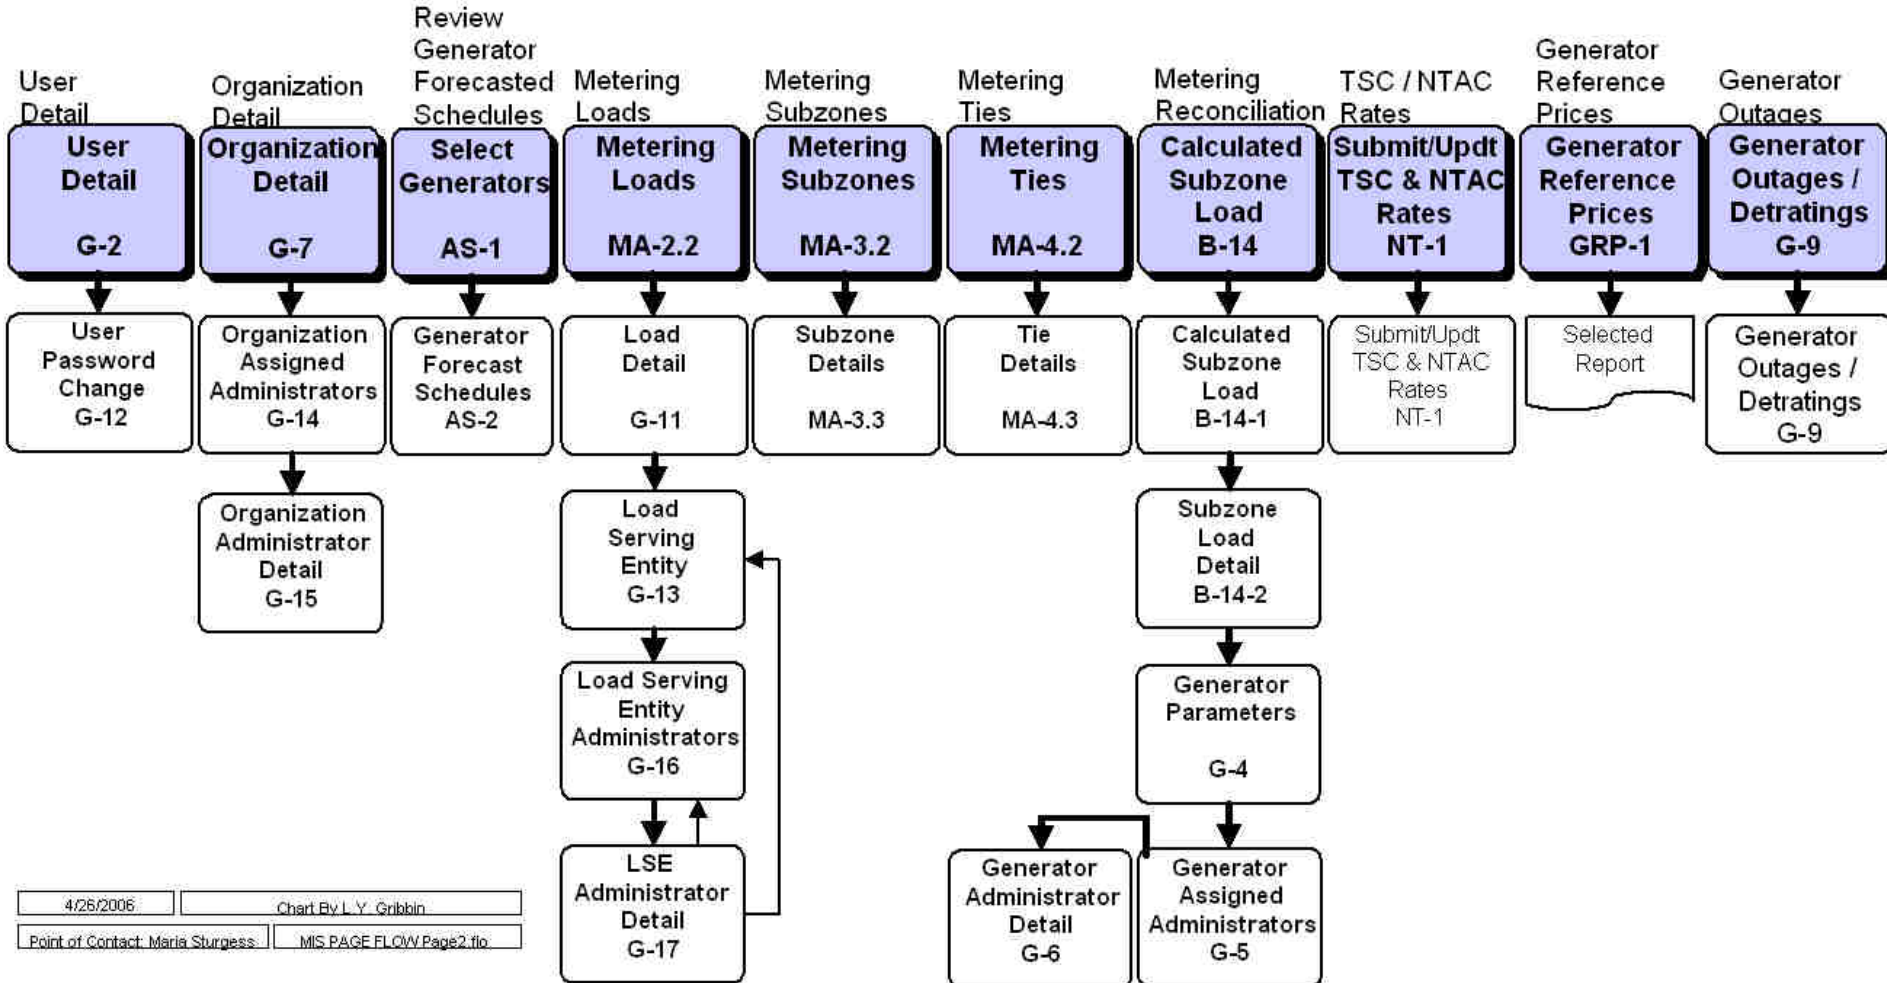 User
Detail
Organization
Detail
Review
Generator
Forecasted
Schedules
Metering
Loads
Metering
Subzones
Metering
Ties
Metering
Reconciliation
TSC / NTAC
Rates
Generator
Reference
Prices
Generator
Outages
User
Detail
G-2
Organization
Detail
G-7
Select
Generators
AS-1
Metering
Loads
MA-2.2
Metering
Subzones
MA-3.2
Metering
Ties
MA-4.2
Calculated
Subzone
Load
B-14
Submit/Updt
TSC & NTAC
Rates
NT-1
Generator
Reference
Prices
GRP-1
Generator
Outages /
Detratings
G-9
User
Password
Change
G-12
Organization
Assigned
Administrators
G-14
Generator
Forecast
Schedules
AS-2
Load
Detail
G-11
Subzone
Details
MA-3.3
Tie
Details
MA-4.3
Calculated
Subzone
Load
B-14-1
Submit/Updt
TSC & NTAC
Rates
NT-1
Selected
Report
Generator
Outages /
Detratings
G-9
Organization
Administrator
Detail
G-15
Load
Serving
Entity
G-13
Subzone
Load
Detail
B-14-2
Load Serving
Entity
Administrators
G-16
Generator
Parameters
G-4
LSE
Administrator
Detail
G-17
Generator
Administrator
Detail
G-6
Generator
Assigned
Administrators
G-5
4/26/2006
Chart By L.Y. Gribbin
Point of Contact: Maria Sturgess
MIS PAGE FLOW Page2.flo